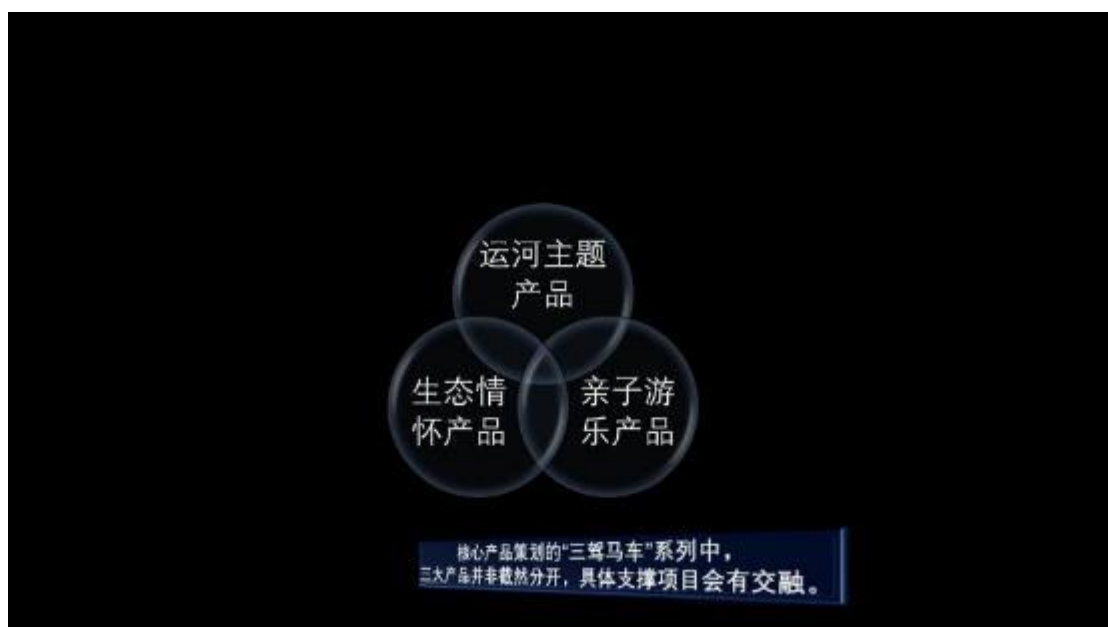 运河主题
产品
生态情
怀产品
亲子游
乐产品
核心产品策划的“三驾马车”系列中，
三大产品并非截然分开，具体支撑项目会有交融。